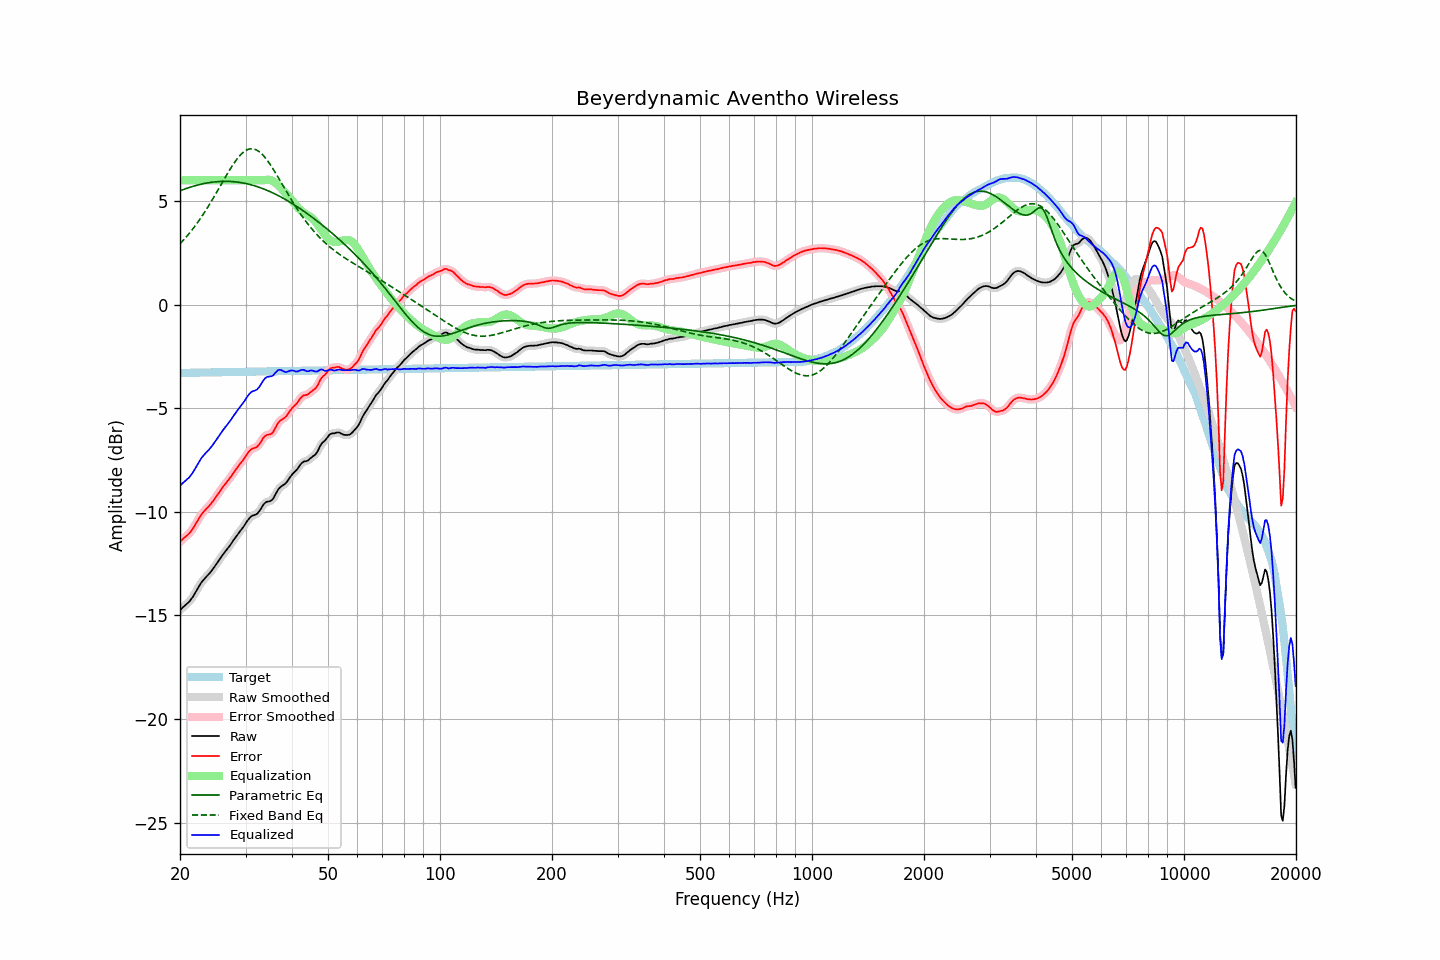 Beyerdynamic Aventho Wireless
Amplitude (dBr)
5
0
−5
−10
−15
−20
−25
Target
Raw Smoothed
Error Smoothed
Raw
Error
Equalization
Parametric Eq
Fixed Band Eq
Equalized
20 50 100 200 500 1000 2000 5000 10000 20000
Frequency (Hz)